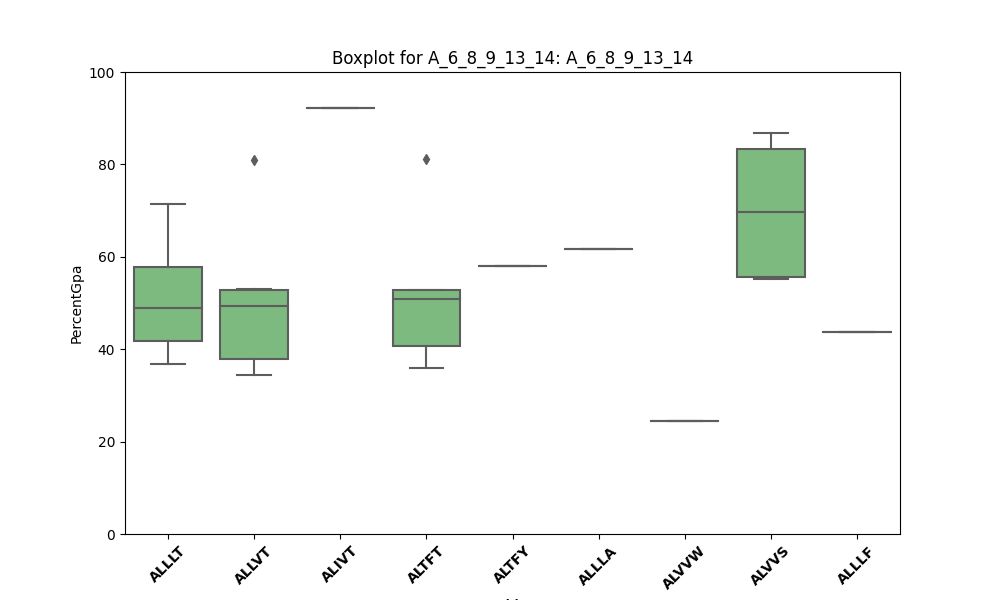 Boxplot for A_6_8_9_13_14: A_6_8_9_13_14
100
80
60
40
20
0
PercentGpa
ALLLT
ALLVT
ALIVT
ALTFT
ALTFY
ALLLA
ALVVW
ALVVS
ALLLF